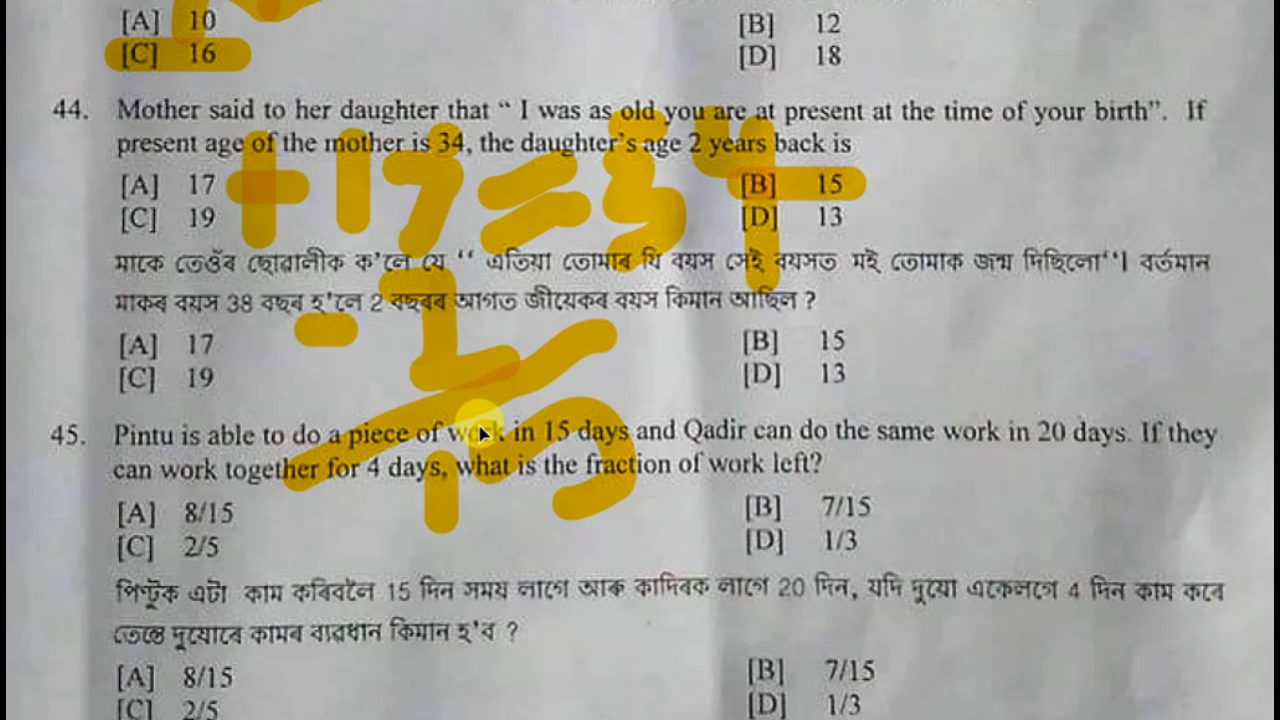 [A] 10 [B] 12
[C] 16 [D] 18
44. Mother said to her daughter that “ I was as old you are at present at the time of your birth”. If
present age of the mother is 34, the daughter's age 2 years back is
[A] 17 [B] 15
[C] 19 [D] 13
+17=34
মাকে তেওঁৰ ছোৱালীক ক'লে যে ‘‘ এতিয়া তোমাৰ যি বয়স সেই বয়সত মই তোমাক জন্ম দিছিলো’’। বৰ্তমান
মাকৰ বয়স 38 বছৰ হ'লে 2 বছৰৰ আগত জীয়েকৰ বয়স কিমান আছিল ?
- 2
[A] 17 [B] 15
[C] 19 [D] 13
15
45. Pintu is able to do a piece of work in 15 days and Qadir can do the same work in 20 days. If they
can work together for 4 days, what is the fraction of work left?
[A] 8/15 [B] 7/15
[C] 2/5 [D] 1/3
পিণ্টুক এটা কাম কৰিবলৈ 15 দিন সময় লাগে আৰু কাদিৰক লাগে 20 দিন, যদি দুয়ো একেলগে 4 দিন কাম কৰে
তেন্তে দুয়োৰে কামৰ ব্যৱধান কিমান হ'ব ?
[A] 8/15 [B] 7/15
[C] 2/5 [D] 1/3